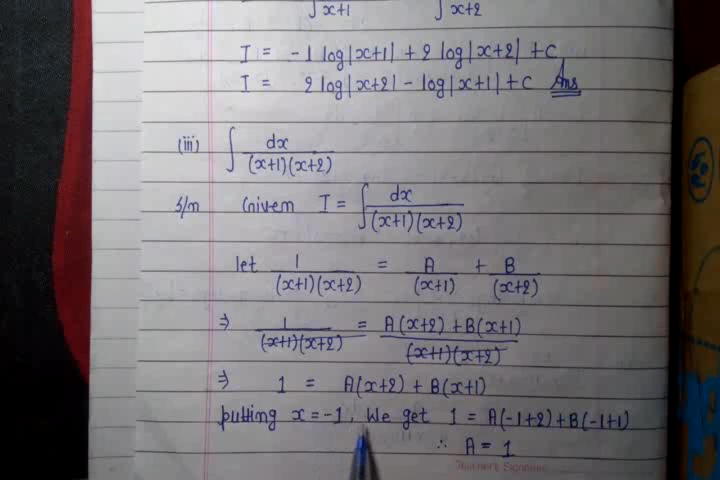 ∫x+1 ∫x+2
I = -1 log|x+1| + 2 log|x+2| + C
I = 2 log|x+2| - log|x+1| + C Ans
(iii) ∫ dx/(x+1)(x+2)
S/n Given I = ∫ dx/(x+1)(x+2)
let 1/(x+1)(x+2) = A/(x+1) + B/(x+2)
⇒ 1/(x+1)(x+2) = A(x+2)+B(x+1)/(x+1)(x+2)
⇒ 1 = A(x+2) + B(x+1)
putting x=-1, We get 1 = A(-1+2)+B(-1+1)
∴ A = 1
Teacher's Signature